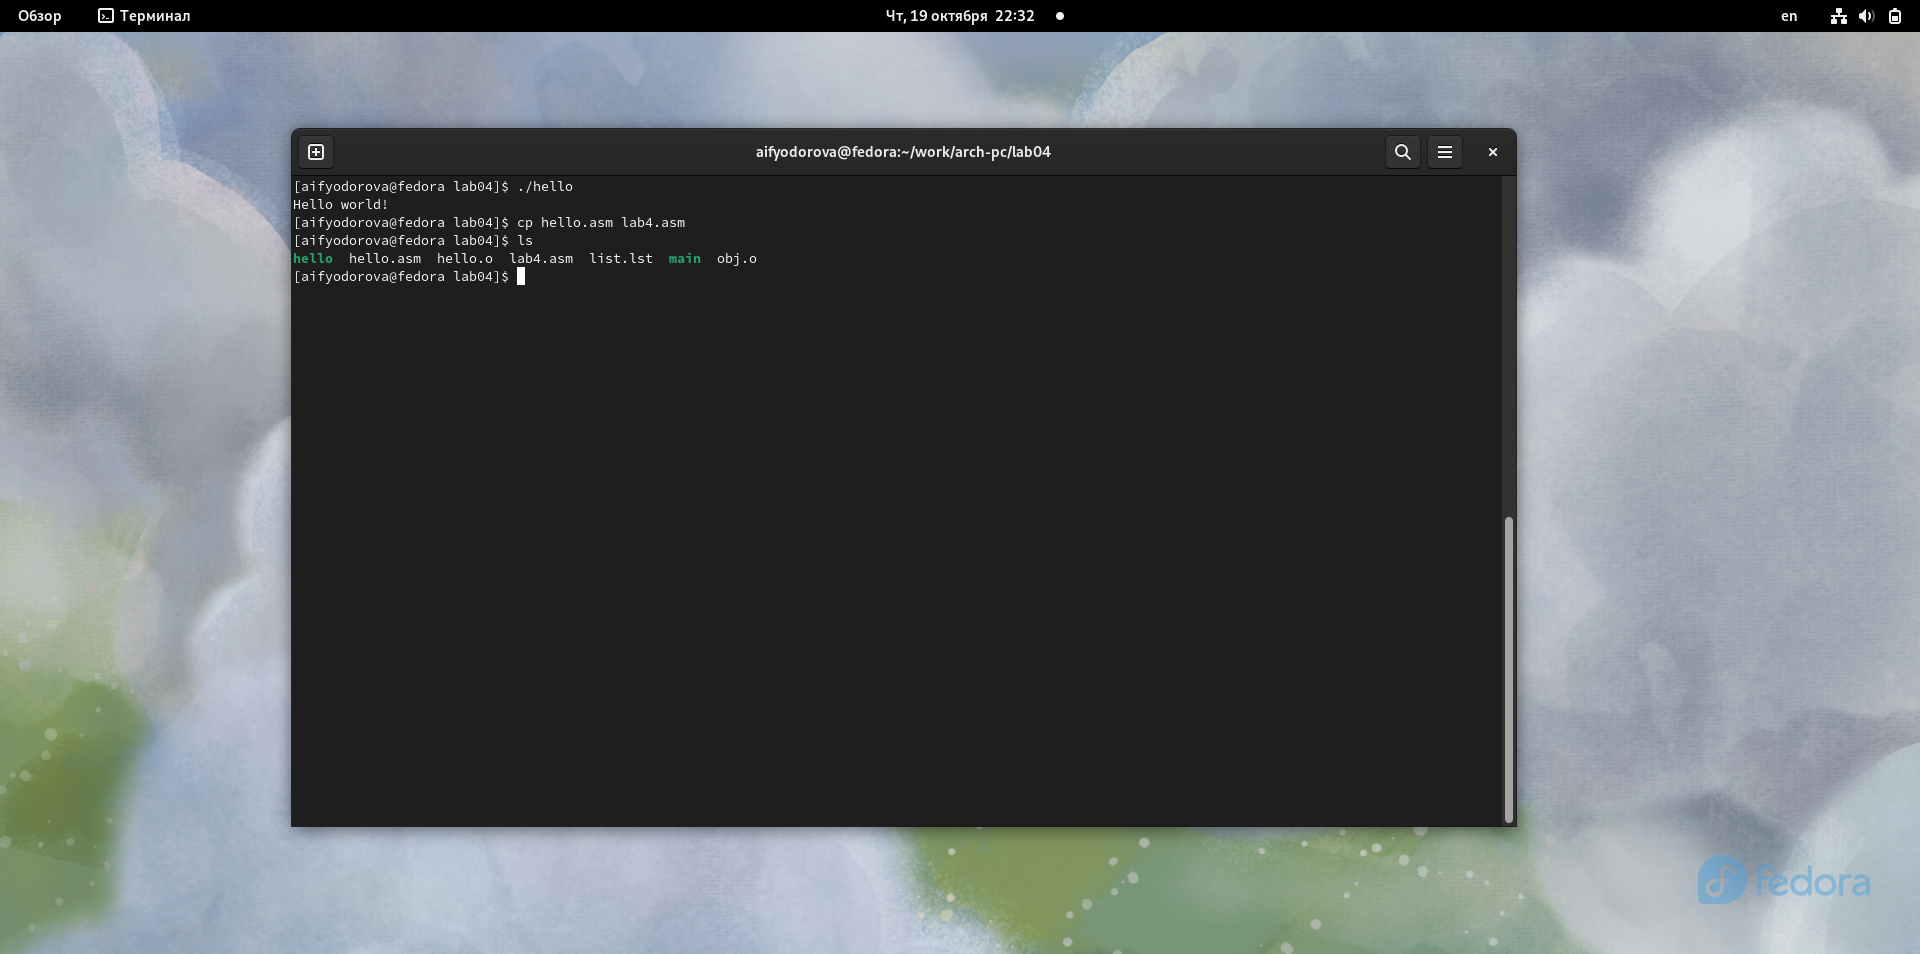 Обзор Терминал Чт, 19 октября 22:32 en
aifyodorova@fedora:~/work/arch-pc/lab04
[aifyodorova@fedora lab04]$ ./hello
Hello world!
[aifyodorova@fedora lab04]$ cp hello.asm lab4.asm
[aifyodorova@fedora lab04]$ ls
hello hello.asm hello.o lab4.asm list.lst main obj.o
[aifyodorova@fedora lab04]$
fedora